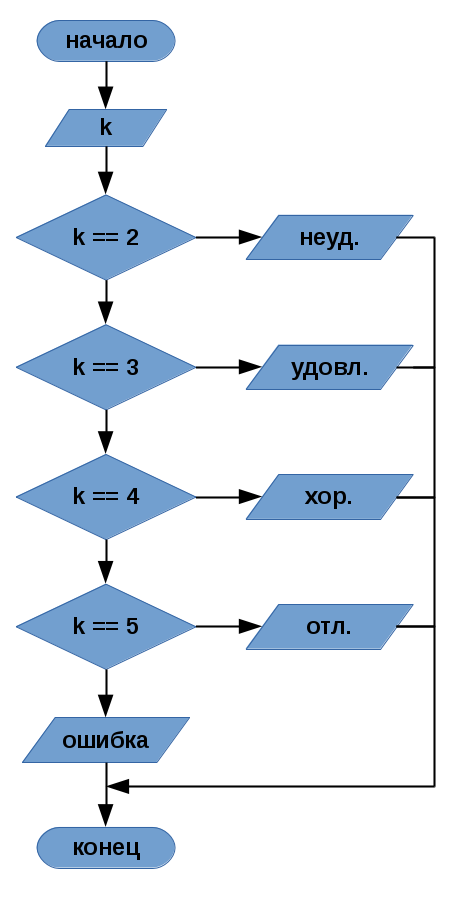 начало
k
k == 2
неуд.
k == 3
удовл.
k == 4
хор.
k == 5
отл.
ошибка
конец